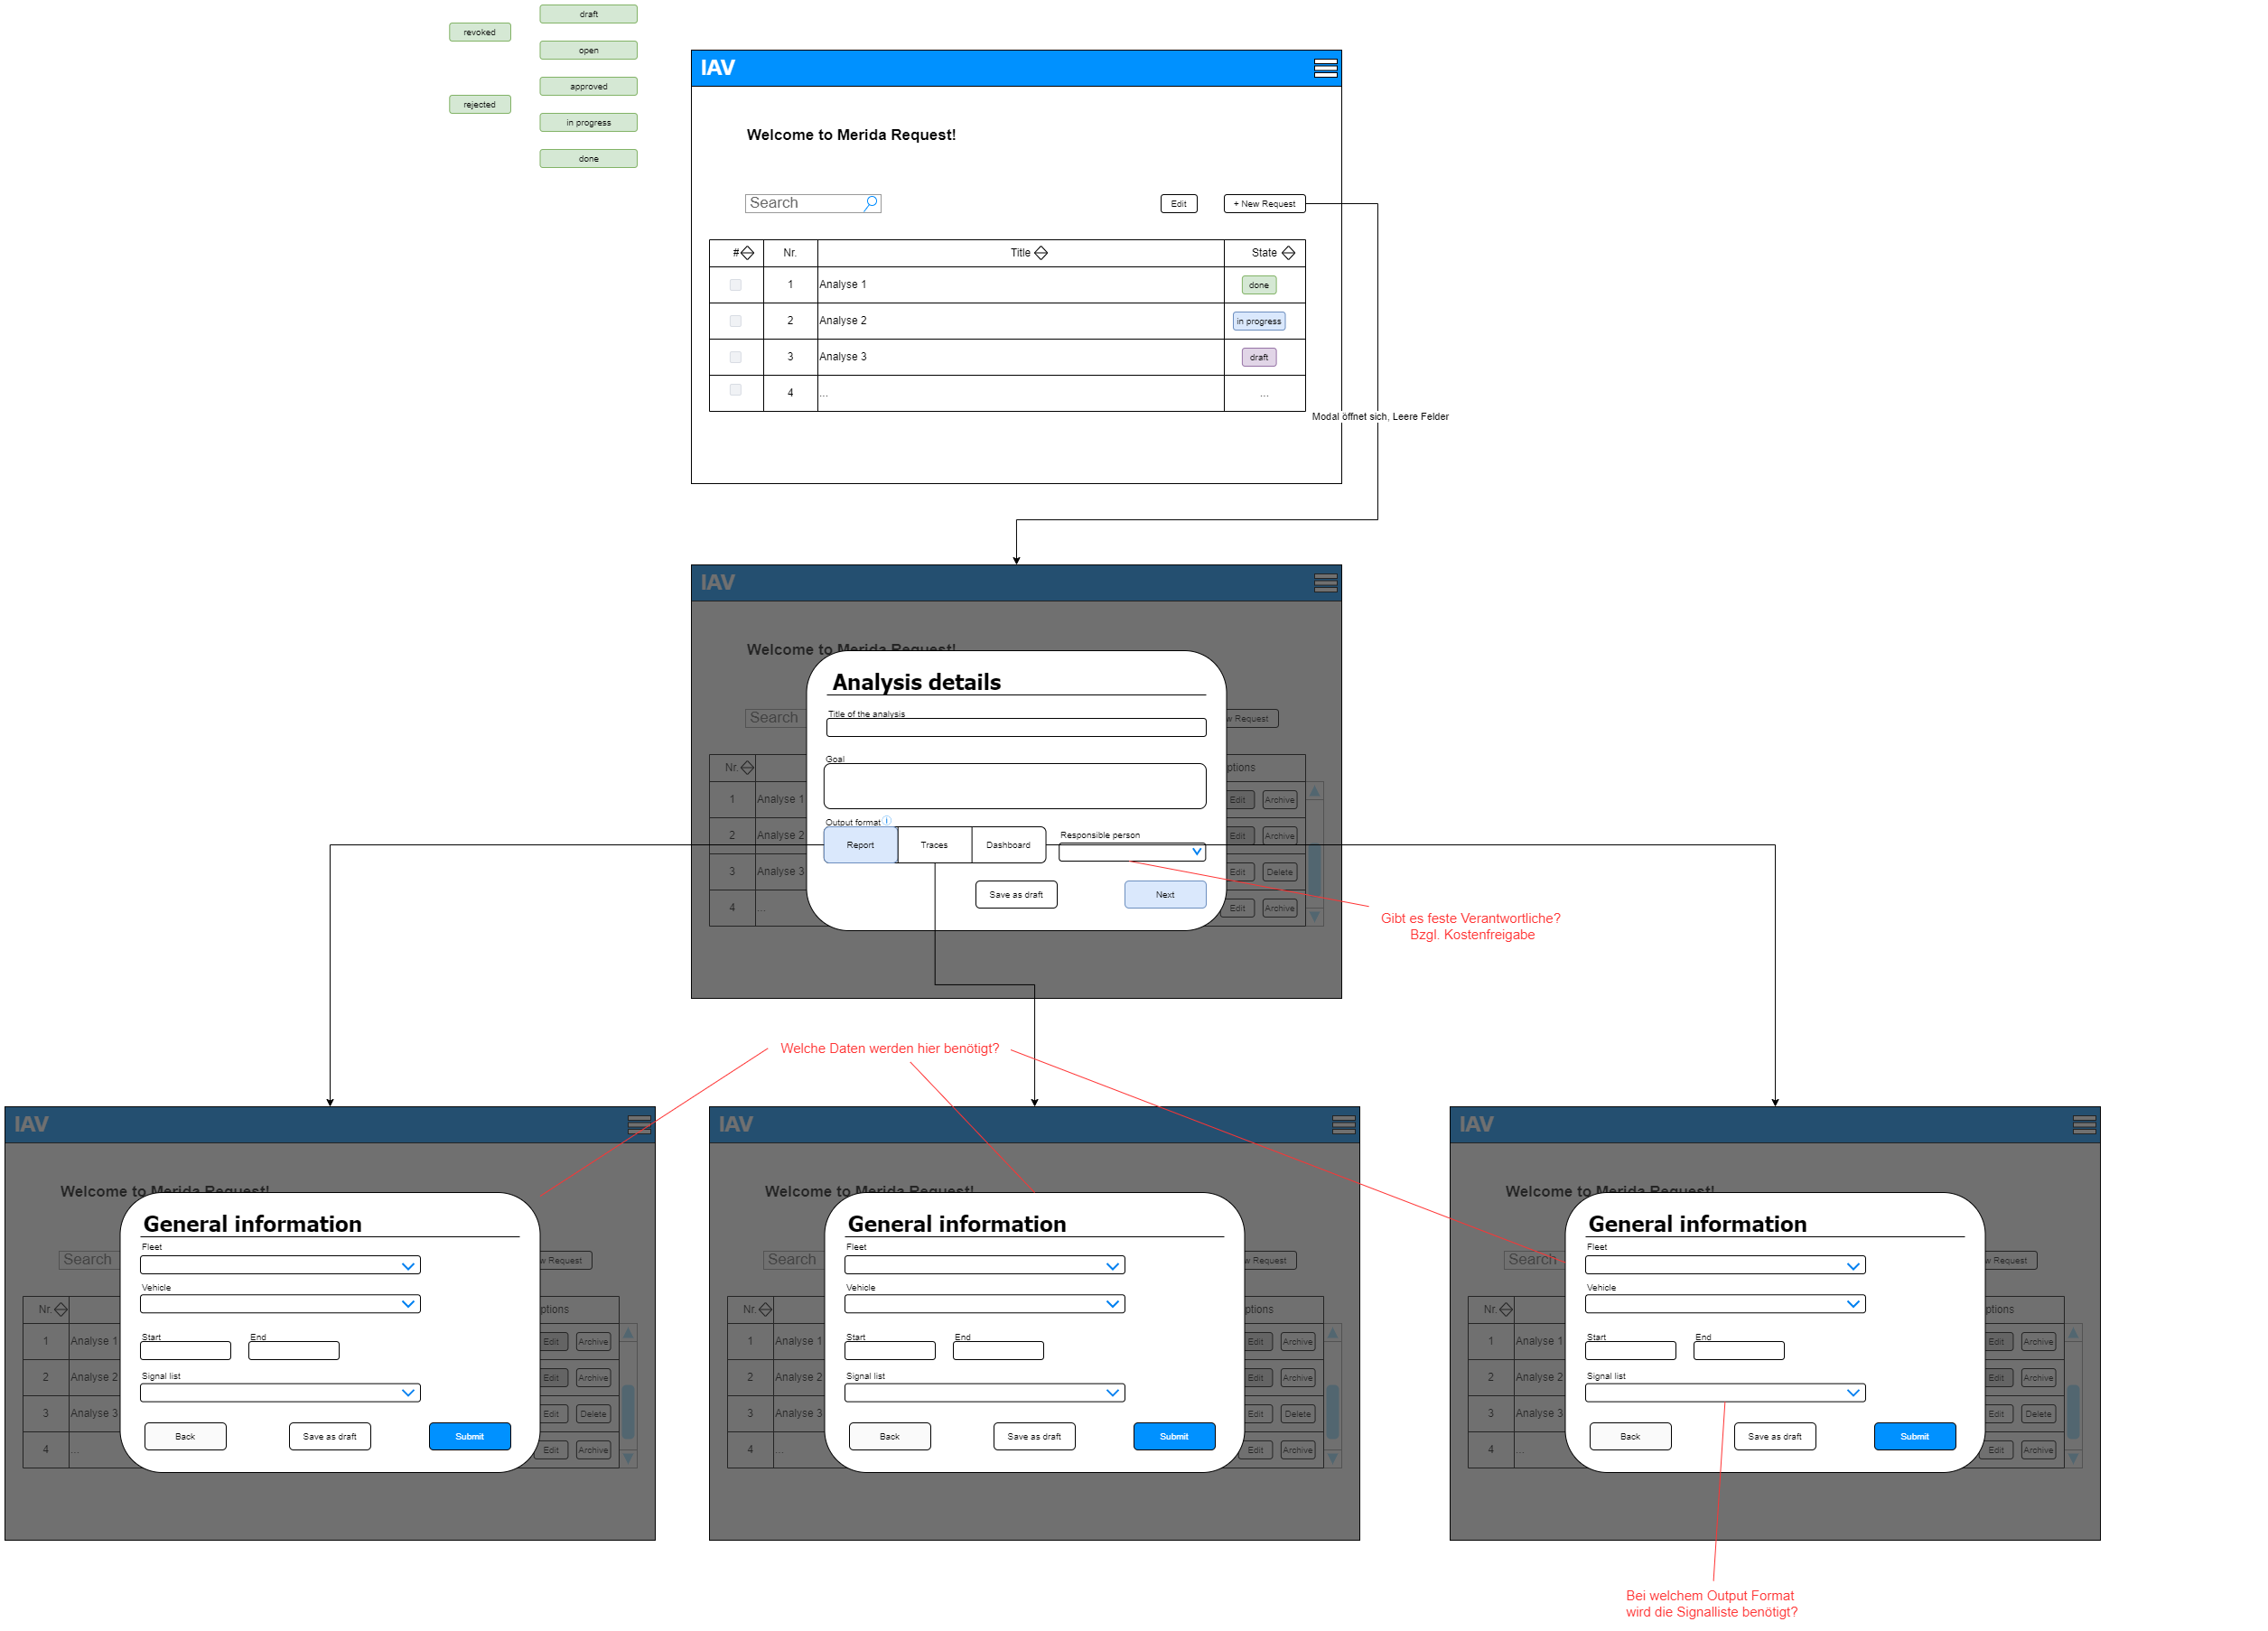 draft
revoked
open
approved
rejected
in progress
done
IAV
Welcome to Merida Request!
Search
Edit
+ New Request
# Nr. Title State
1 Analyse 1 done
2 Analyse 2 in progress
3 Analyse 3 draft
4 ... ...
Modal öffnet sich, Leere Felder
IAV
Welcome to Merida Request!
Search
w Request
Nr. ptions
1 Analyse 1 Edit Archive
2 Analyse 2 Edit Archive
3 Analyse 3 Edit Delete
4 ... Edit Archive
Analysis details
Title of the analysis
Goal
Output format i
Report Traces Dashboard
Responsible person
Save as draft
Next
Gibt es feste Verantwortliche?
Bzgl. Kostenfreigabe
Welche Daten werden hier benötigt?
IAV
Welcome to Merida Request!
Search
w Request
Nr. ptions
1 Analyse 1 Edit Archive
2 Analyse 2 Edit Archive
3 Analyse 3 Edit Delete
4 ... Edit Archive
General information
Fleet
Vehicle
Start End
Signal list
Back Save as draft Submit
IAV
Welcome to Merida Request!
Search
w Request
Nr. ptions
1 Analyse 1 Edit Archive
2 Analyse 2 Edit Archive
3 Analyse 3 Edit Delete
4 ... Edit Archive
General information
Fleet
Vehicle
Start End
Signal list
Back Save as draft Submit
IAV
Welcome to Merida Request!
Search
w Request
Nr. ptions
1 Analyse 1 Edit Archive
2 Analyse 2 Edit Archive
3 Analyse 3 Edit Delete
4 ... Edit Archive
General information
Fleet
Vehicle
Start End
Signal list
Back Save as draft Submit
Bei welchem Output Format
wird die Signalliste benötigt?